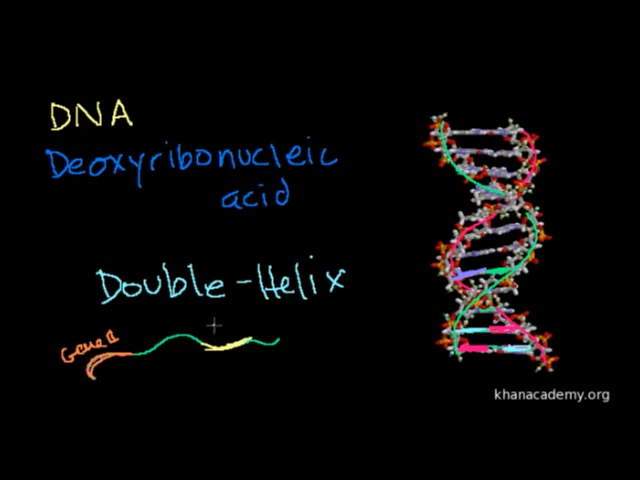 DNA
Deoxyribonucleic
acid
Double-Helix
Gene
khanacademy.org